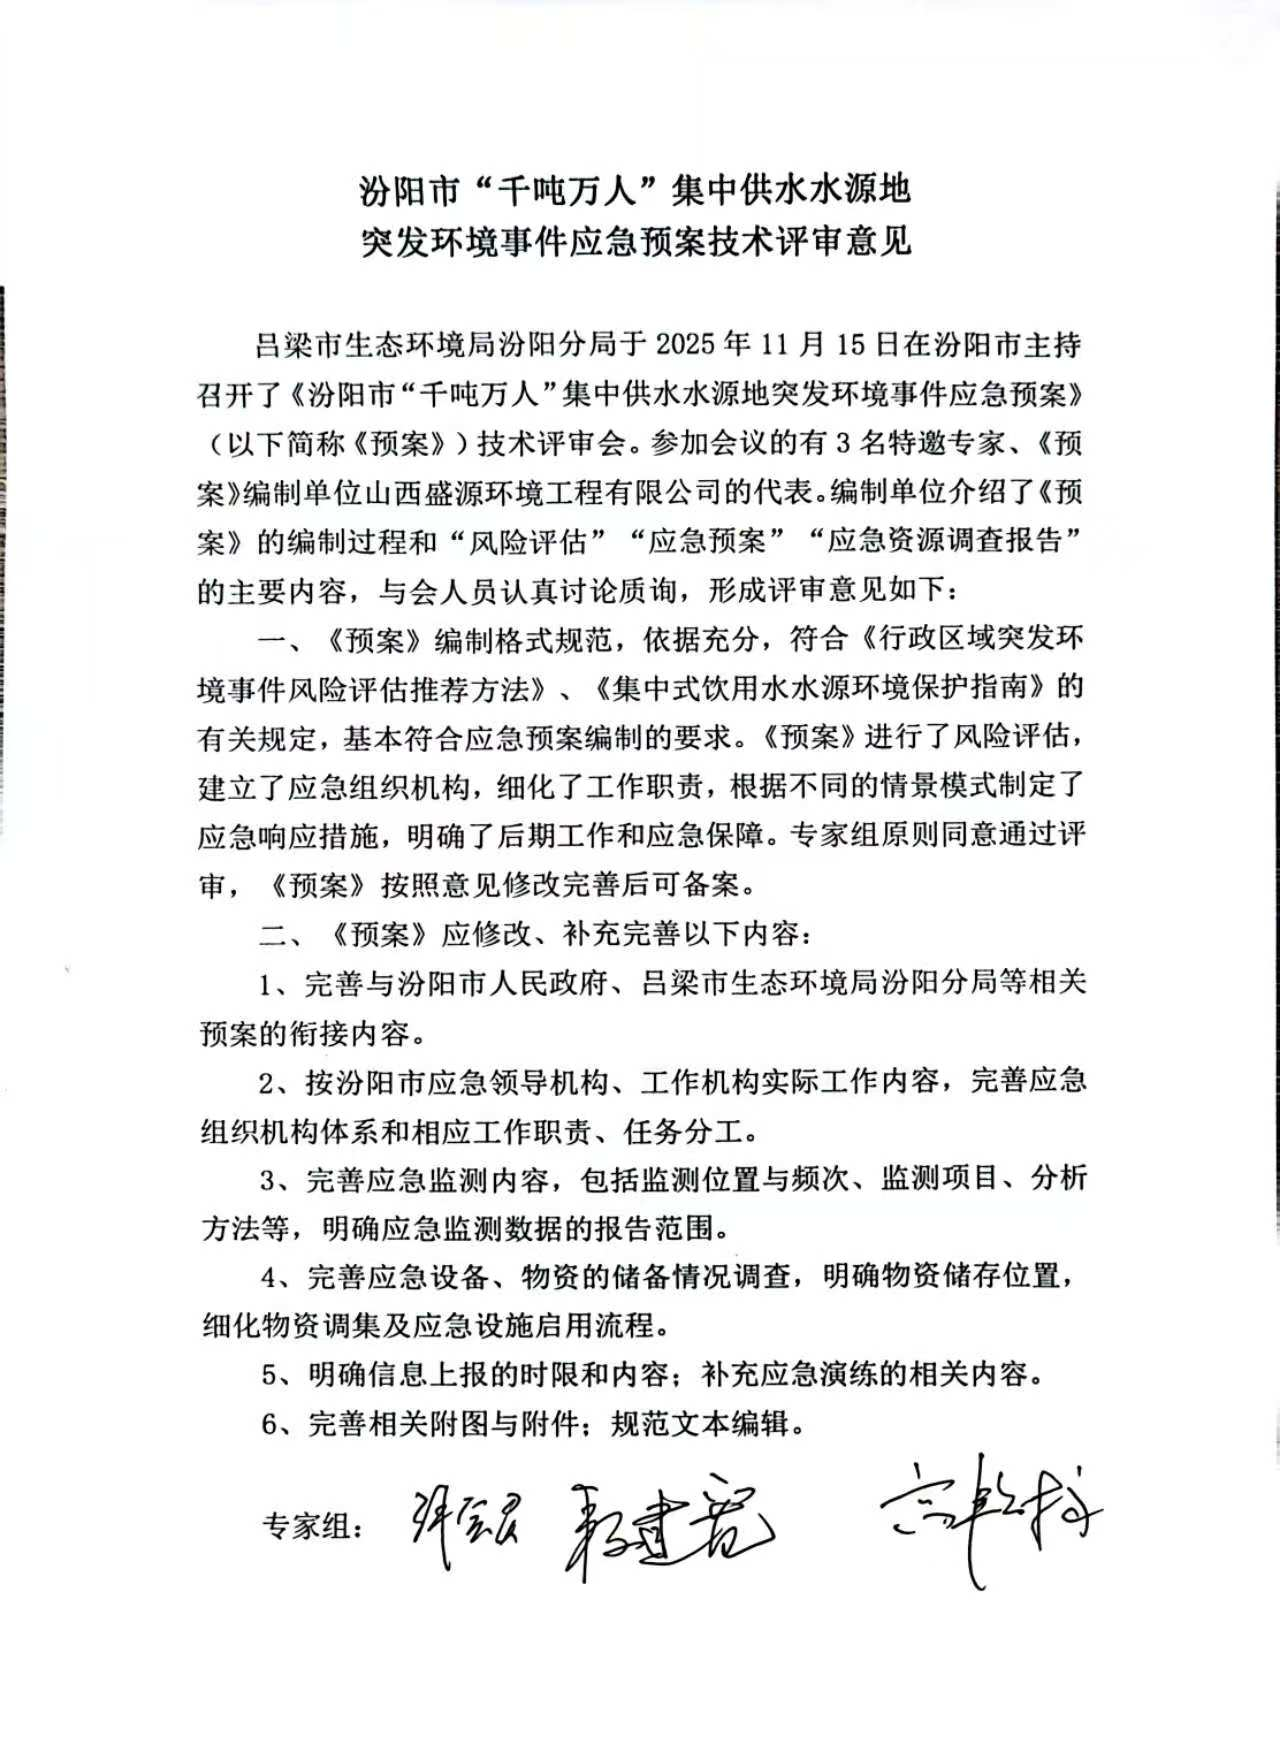 汾阳市“千吨万人”集中供水水源地
突发环境事件应急预案技术评审意见
吕梁市生态环境局汾阳分局于 2025 年 11 月 15 日在汾阳市主持
召开了《汾阳市“千吨万人”集中供水水源地突发环境事件应急预案》
（以下简称《预案》）技术评审会。参加会议的有 3 名特邀专家、《预
案》编制单位山西盛源环境工程有限公司的代表。编制单位介绍了《预
案》的编制过程和“风险评估”“应急预案”“应急资源调查报告”
的主要内容，与会人员认真讨论质询，形成评审意见如下：
一、《预案》编制格式规范，依据充分，符合《行政区域突发环
境事件风险评估推荐方法》、《集中式饮用水水源环境保护指南》的
有关规定，基本符合应急预案编制的要求。《预案》进行了风险评估，
建立了应急组织机构，细化了工作职责，根据不同的情景模式制定了
应急响应措施，明确了后期工作和应急保障。专家组原则同意通过评
审，《预案》按照意见修改完善后可备案。
二、《预案》应修改、补充完善以下内容：
1、完善与汾阳市人民政府、吕梁市生态环境局汾阳分局等相关
预案的衔接内容。
2、按汾阳市应急领导机构、工作机构实际工作内容，完善应急
组织机构体系和相应工作职责、任务分工。
3、完善应急监测内容，包括监测位置与频次、监测项目、分析
方法等，明确应急监测数据的报告范围。
4、完善应急设备、物资的储备情况调查，明确物资储存位置，
细化物资调集及应急设施启用流程。
5、明确信息上报的时限和内容；补充应急演练的相关内容。
6、完善相关附图与附件；规范文本编辑。
专家组：